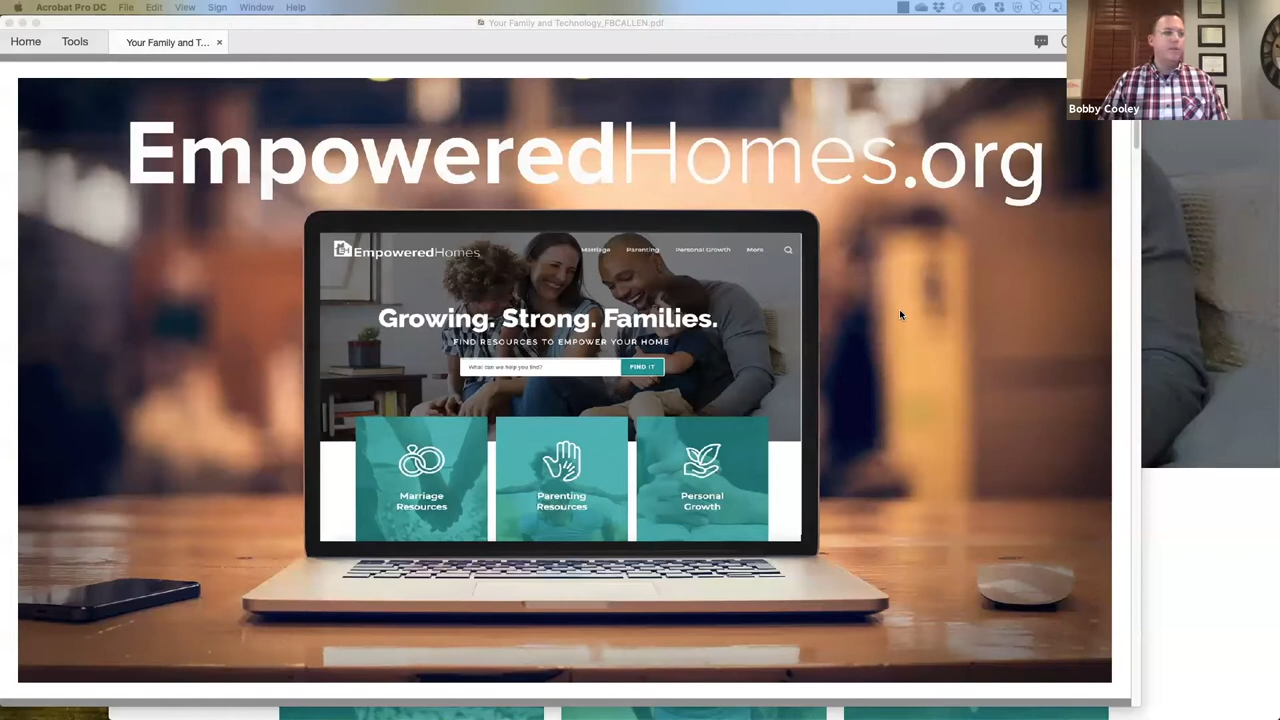 Acrobat Pro DC File Edit View Sign Window Help
Your Family and Technology_FBCALLEN.pdf
Home Tools Your Family and T... ×
Bobby Cooley
EmpoweredHomes.org
EmpoweredHomes Marriage Parenting Personal Growth More
Growing. Strong. Families.
FIND RESOURCES TO EMPOWER YOUR HOME
What can we help you find? FIND IT
Marriage
Resources
Parenting
Resources
Personal
Growth